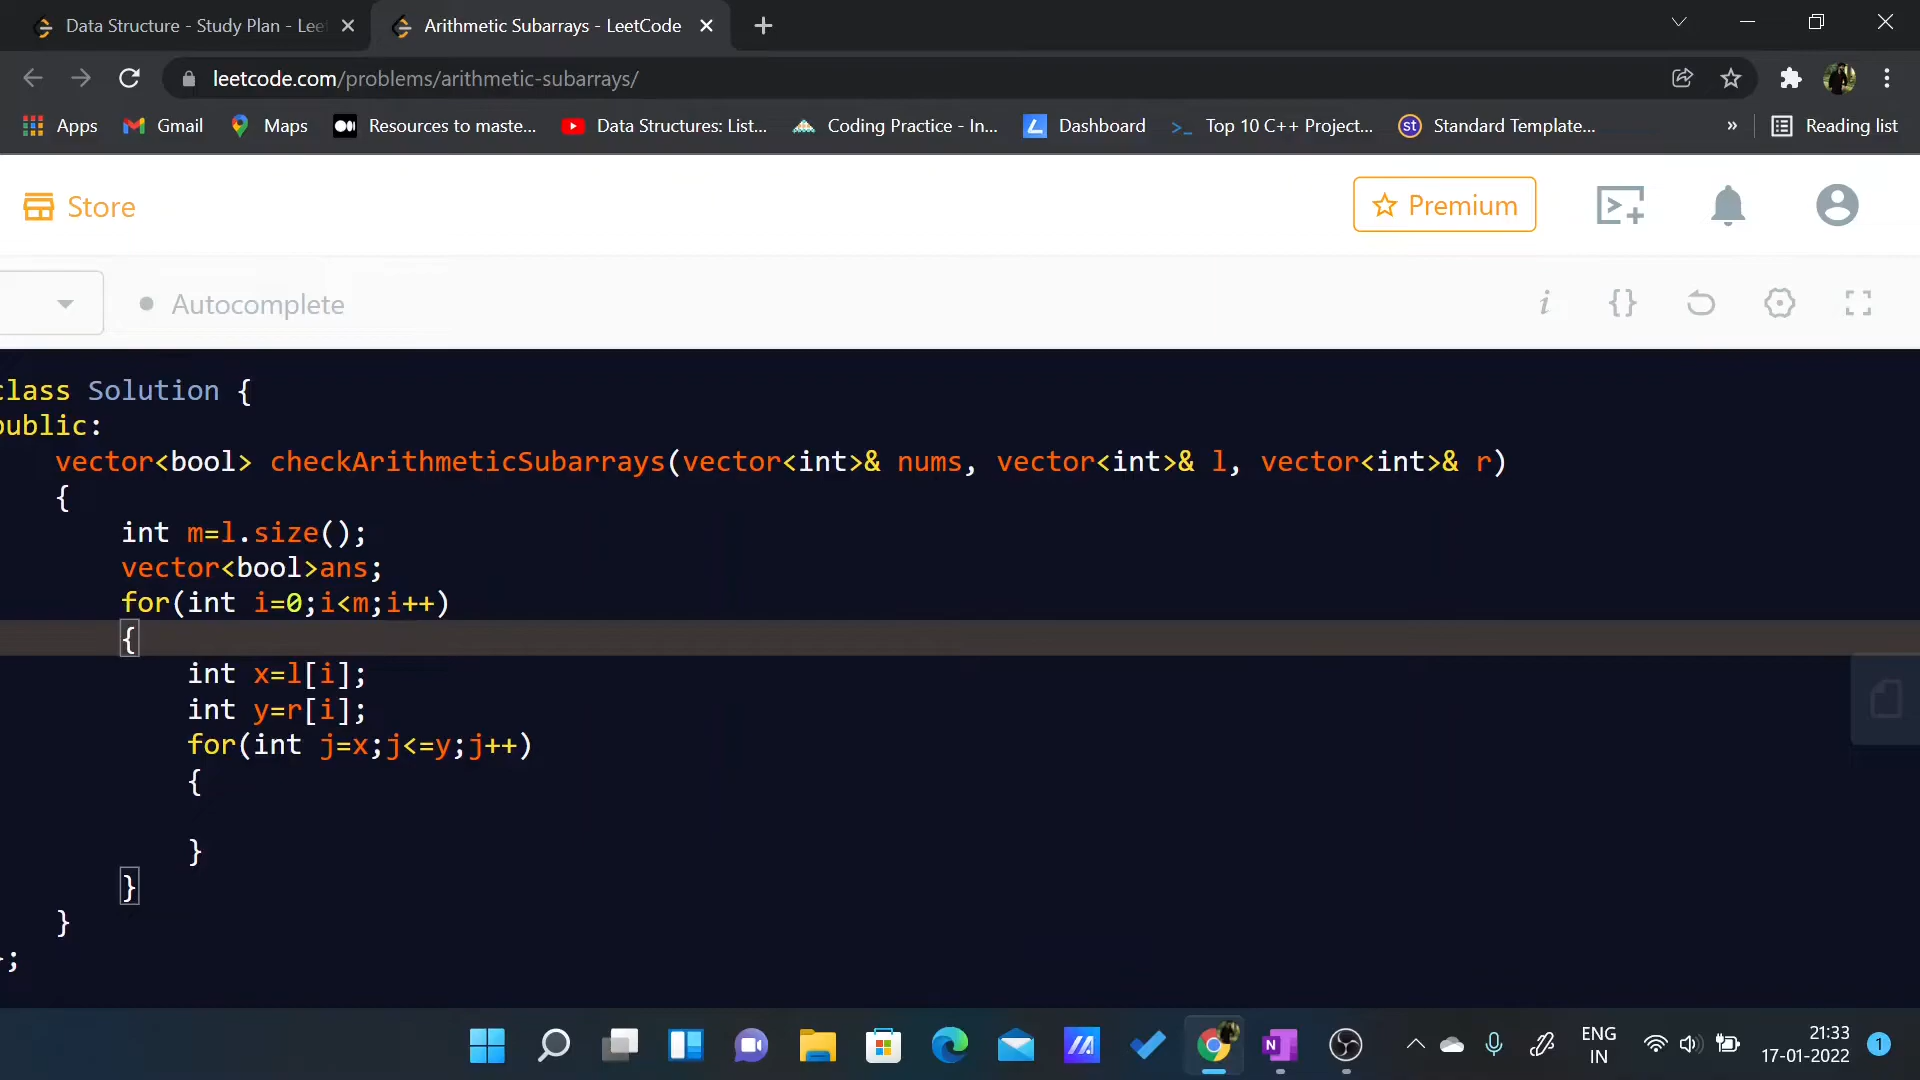 Data Structure - Study Plan - Lee
Arithmetic Subarrays - LeetCode
leetcode.com/problems/arithmetic-subarrays/
Apps
Gmail
Maps
Resources to maste...
Data Structures: List...
Coding Practice - In...
Dashboard
Top 10 C++ Project...
st
Standard Template...
»
Reading list
Store
Premium
Autocomplete
i
{}
class Solution {
public:
vector<bool> checkArithmeticSubarrays(vector<int>& nums, vector<int>& l, vector<int>& r)
{
int m=l.size();
vector<bool>ans;
for(int i=0;i<m;i++)
{
int x=l[i];
int y=r[i];
for(int j=x;j<=y;j++)
{
}
}
}
};
ENG
IN
21:33
17-01-2022
1